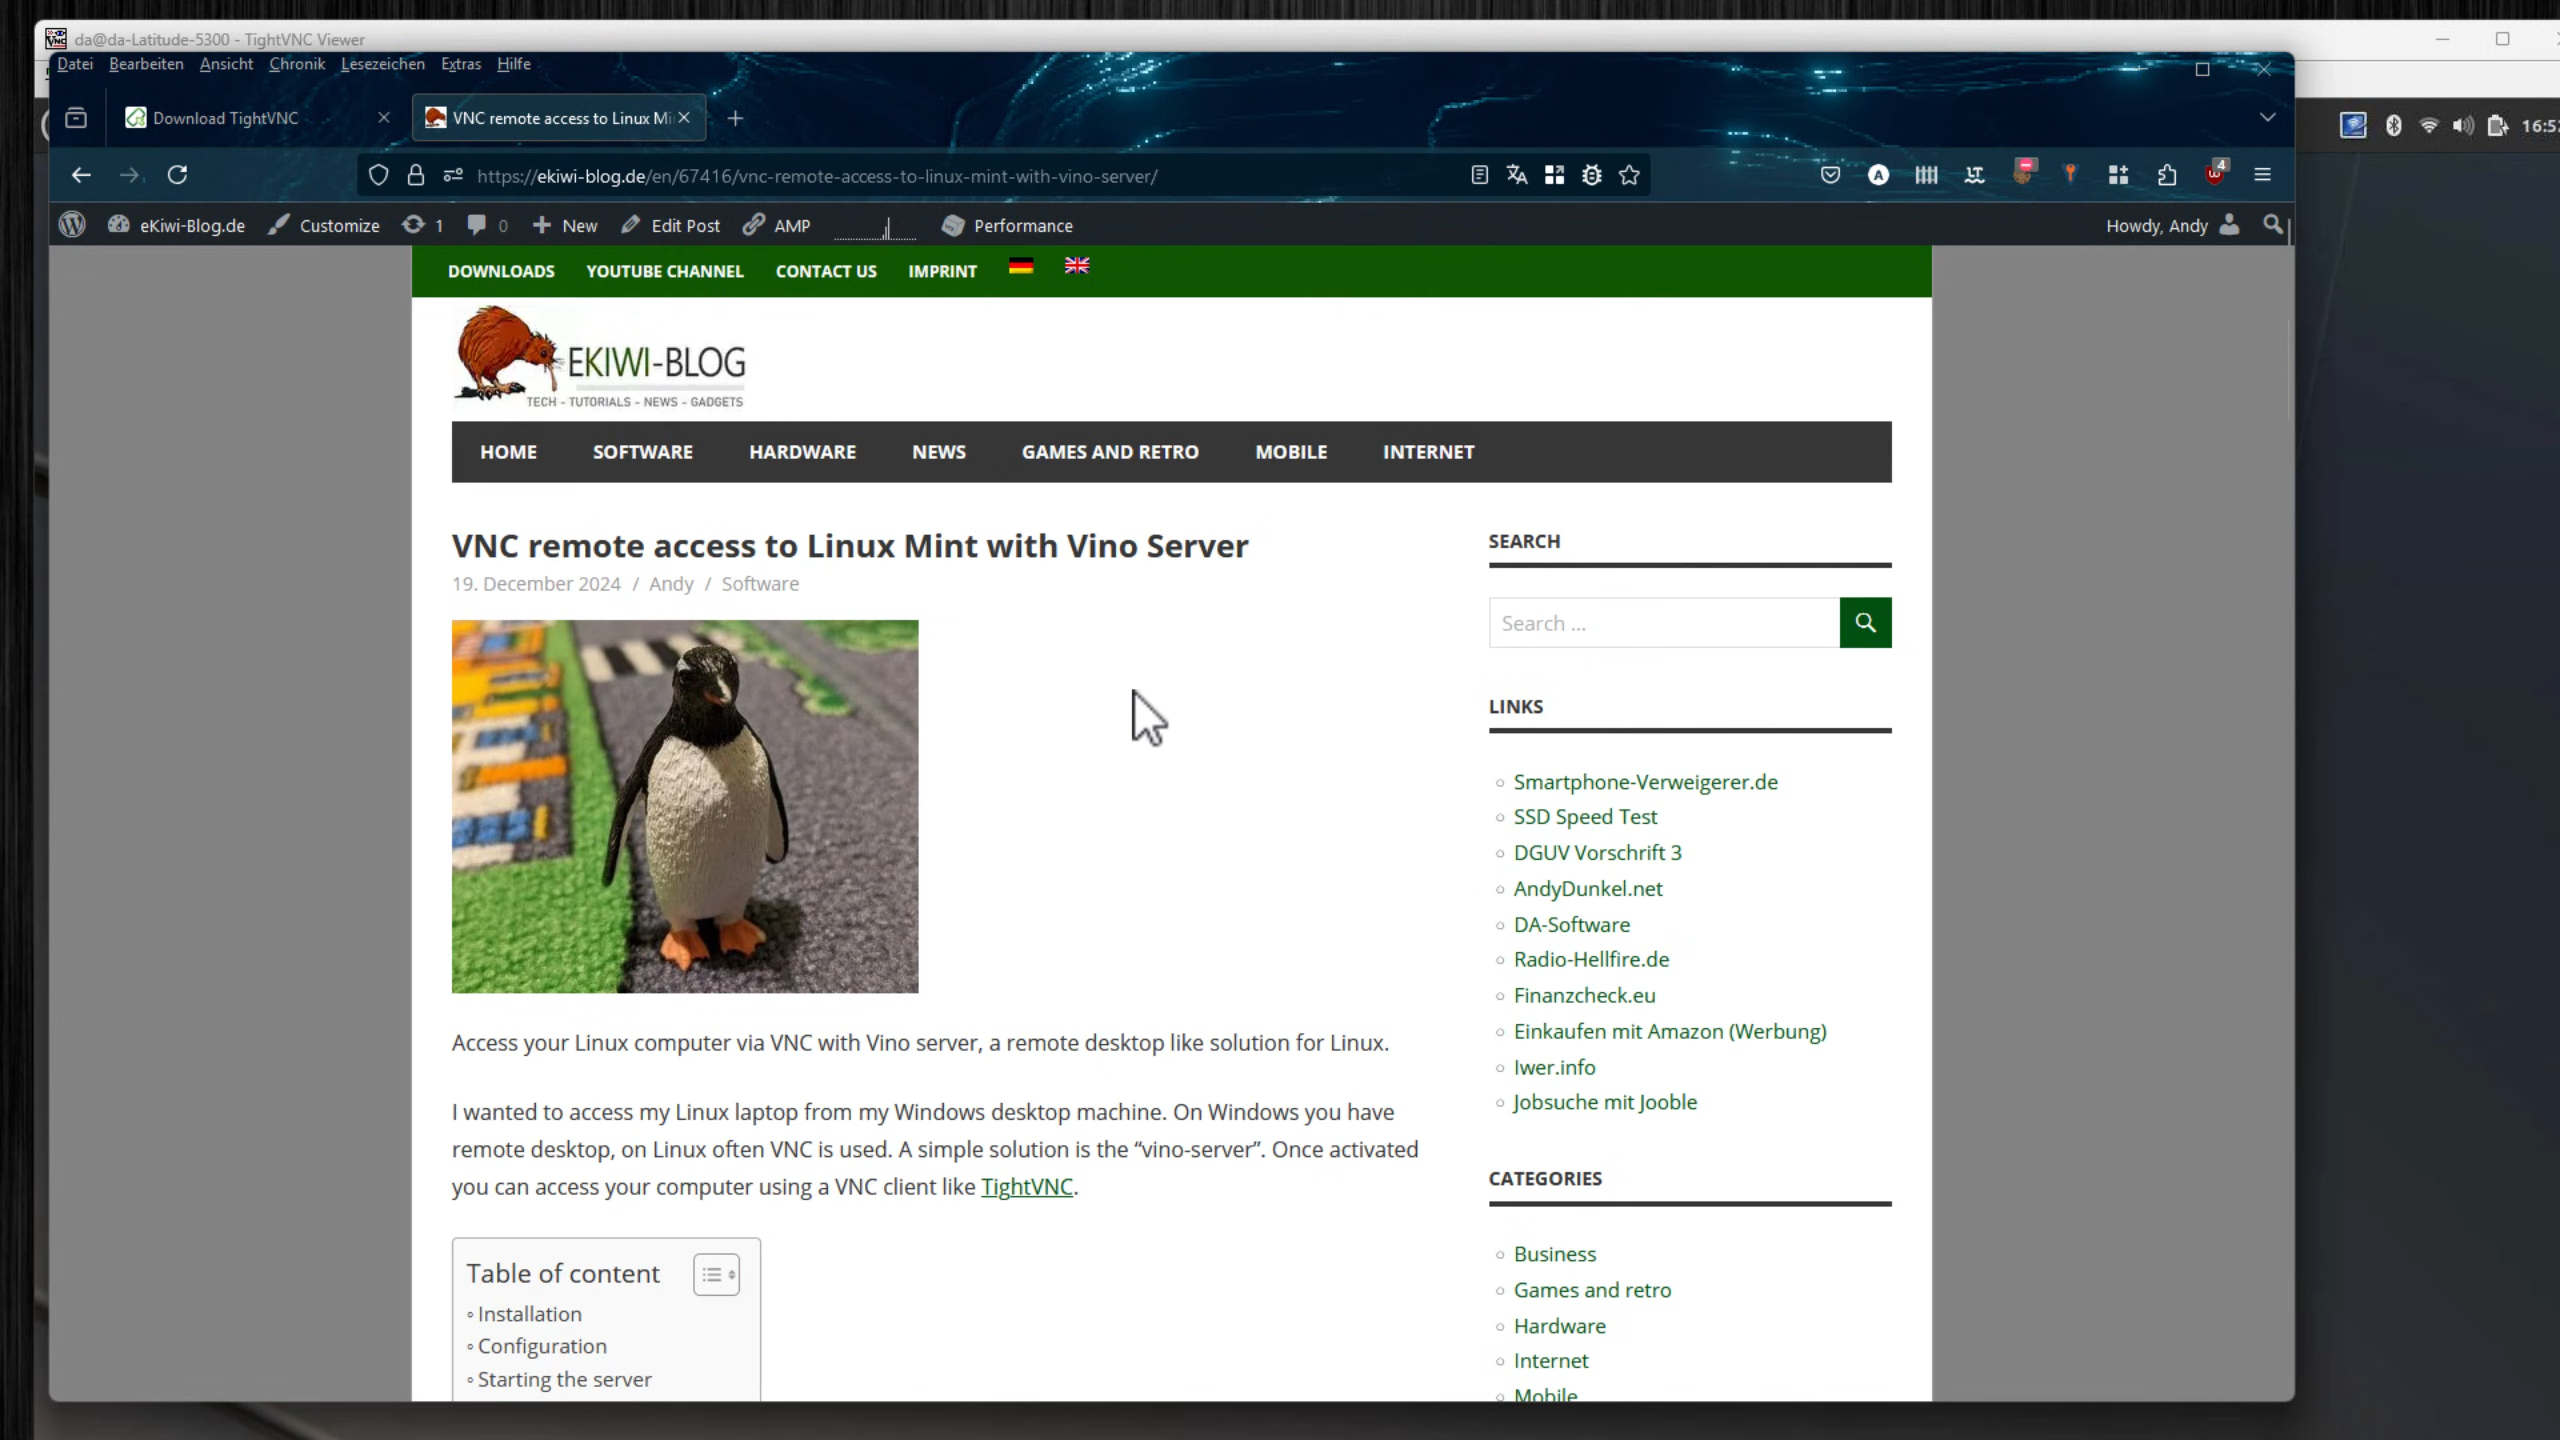 da@da-Latitude-5300 - TightVNC Viewer
Datei Bearbeiten Ansicht Chronik Lesezeichen Extras Hilfe
Download TightVNC
VNC remote access to Linux Mi
16:5
https://ekiwi-blog.de/en/67416/vnc-remote-access-to-linux-mint-with-vino-server/
4
eKiwi-Blog.de Customize 1 0 New Edit Post AMP Performance Howdy, Andy
DOWNLOADS YOUTUBE CHANNEL CONTACT US IMPRINT
EKIWI-BLOG
TECH - TUTORIALS - NEWS - GADGETS
HOME SOFTWARE HARDWARE NEWS GAMES AND RETRO MOBILE INTERNET
VNC remote access to Linux Mint with Vino Server
19. December 2024 / Andy / Software
Access your Linux computer via VNC with Vino server, a remote desktop like solution for Linux.
I wanted to access my Linux laptop from my Windows desktop machine. On Windows you have
remote desktop, on Linux often VNC is used. A simple solution is the “vino-server”. Once activated
you can access your computer using a VNC client like TightVNC.
Table of content
Installation
Configuration
Starting the server
SEARCH
Search ...
LINKS
Smartphone-Verweigerer.de
SSD Speed Test
DGUV Vorschrift 3
AndyDunkel.net
DA-Software
Radio-Hellfire.de
Finanzcheck.eu
Einkaufen mit Amazon (Werbung)
Iwer.info
Jobsuche mit Jooble
CATEGORIES
Business
Games and retro
Hardware
Internet
Mobile